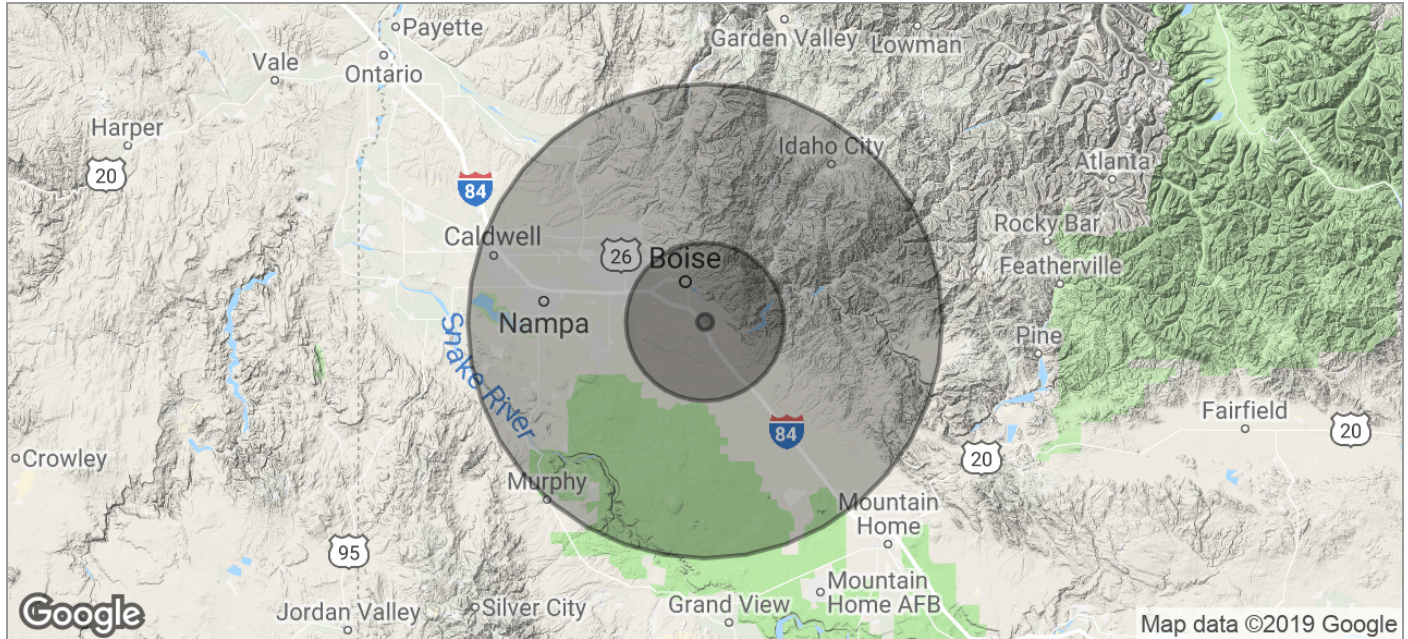 Payette
Garden Valley
Lowman
Vale
Ontario
Harper
20
84
Idaho City
Atlanta
Caldwell
26
Boise
Rocky Bar
Featherville
Nampa
Snake River
Pine
84
Fairfield
20
Crowley
20
Murphy
Mountain
Home
95
Mountain
Home AFB
Google
Jordan Valley
Silver City
Grand View
Map data ©2019 Google